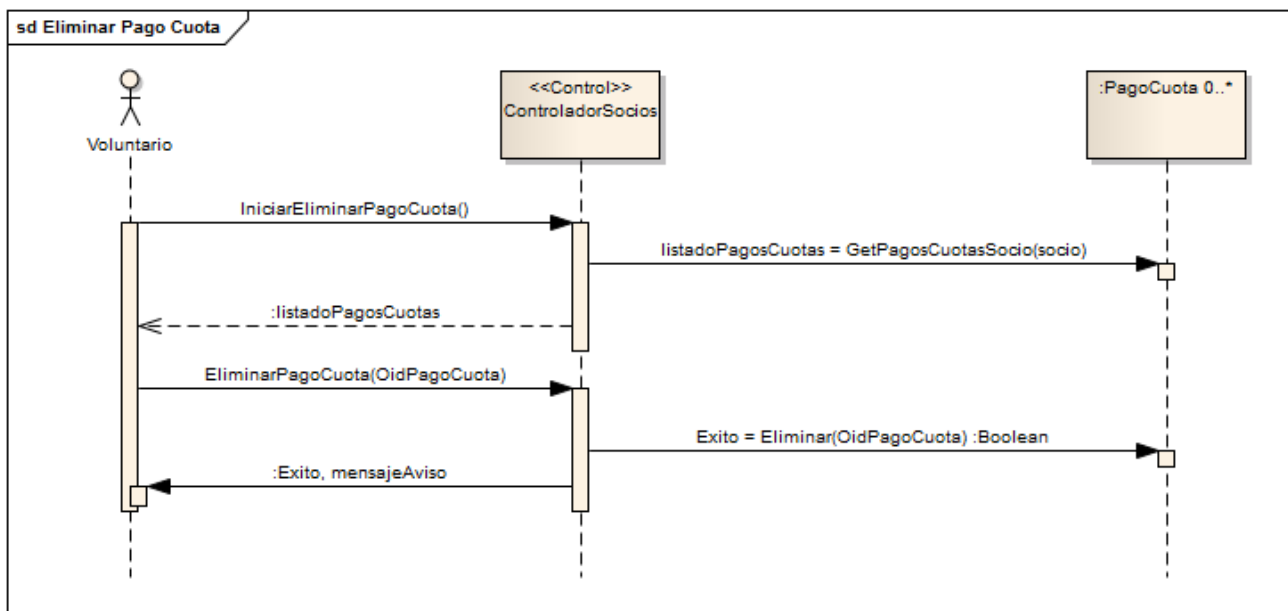 sd Eliminar Pago Cuota
Voluntario
<<Control>>
ControladorSocios
:PagoCuota 0..*
IniciarEliminarPagoCuota()
listadoPagosCuotas = GetPagosCuotasSocio(socio)
:listadoPagosCuotas
EliminarPagoCuota(OidPagoCuota)
Exito = Eliminar(OidPagoCuota) :Boolean
:Exito, mensajeAviso